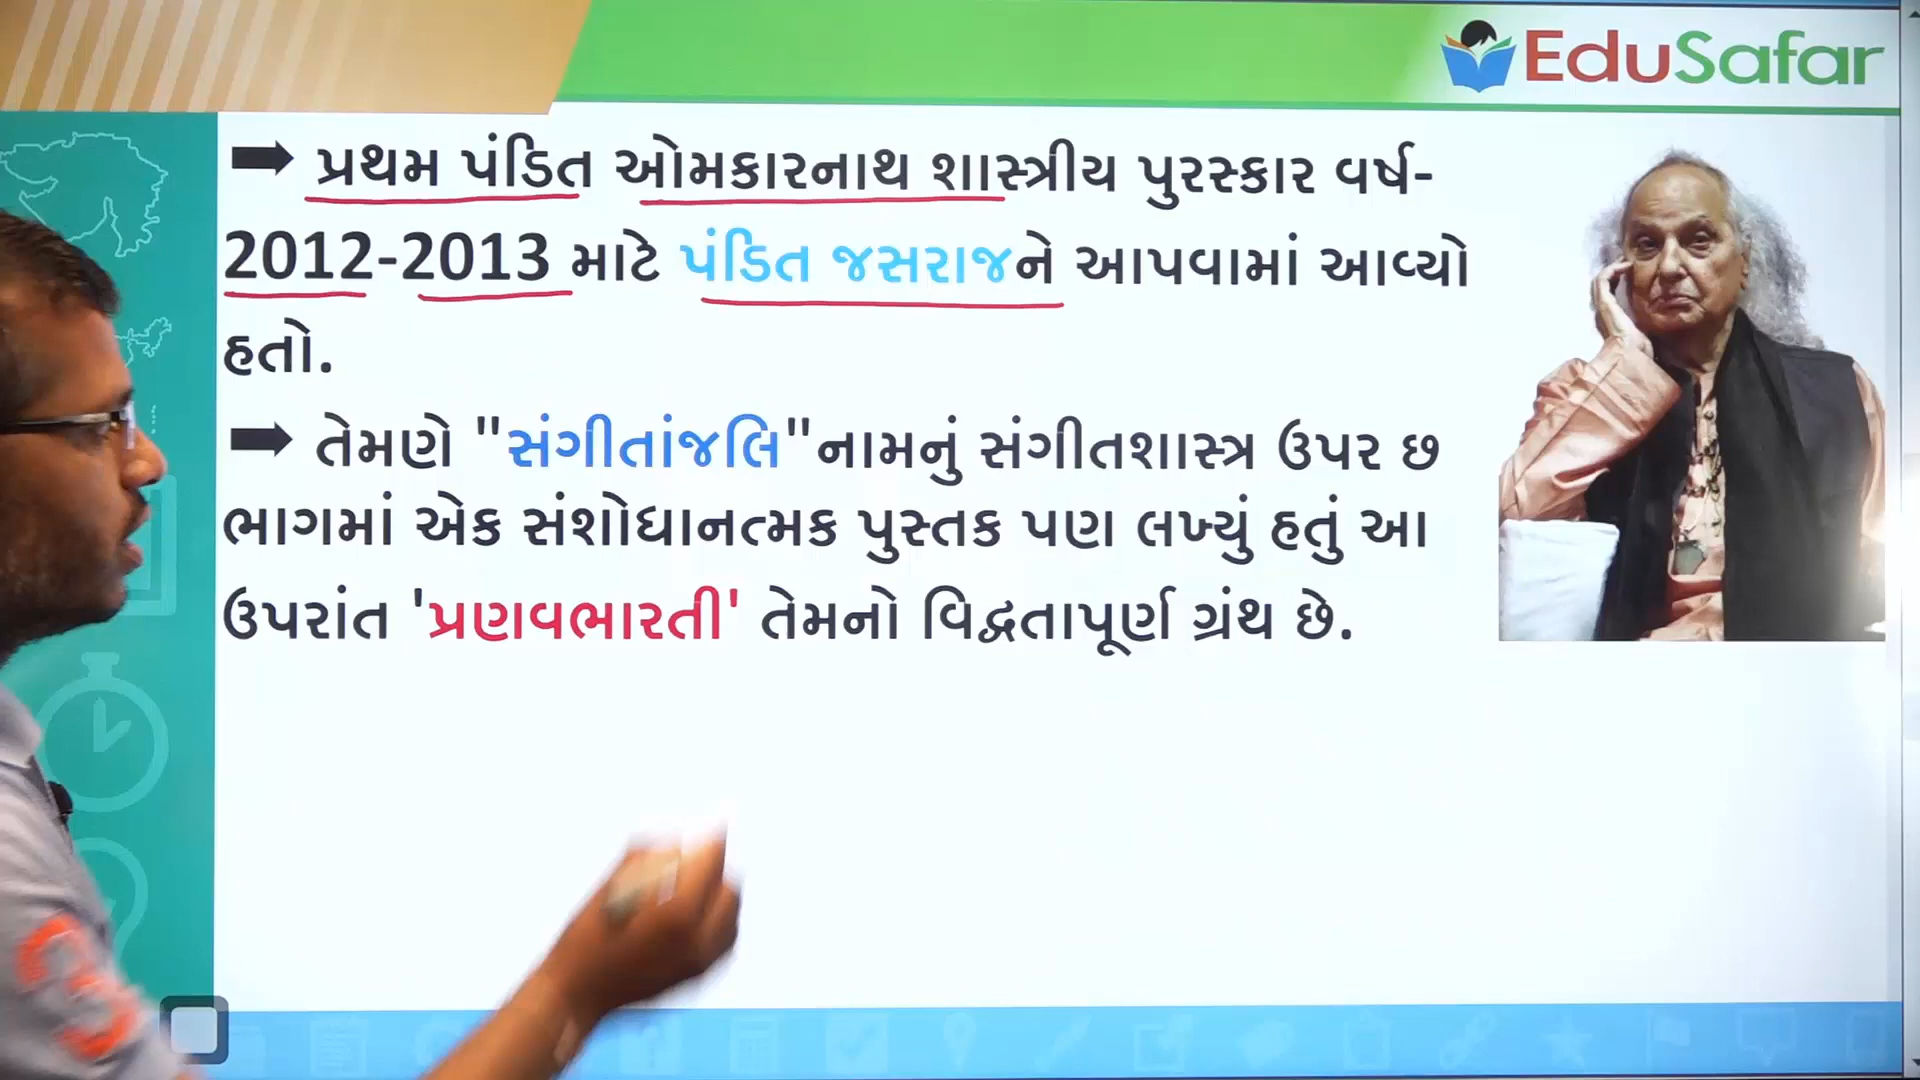 EduSafar
➡ પ્રથમ પંડિત ઓમકારનાથ શાસ્ત્રીય પુરસ્કાર વર્ષ-
2012-2013 માટે પંડિત જસરાજને આપવામાં આવ્યો
હતો.
➡ તેમણે "સંગીતાંજલિ"નામનું સંગીતશાસ્ત્ર ઉપર છ
ભાગમાં એક સંશોધાનત્મક પુસ્તક પણ લખ્યું હતું આ
ઉપરાંત 'પ્રણવભારતી' તેમનો વિદ્વતાપૂર્ણ ગ્રંથ છે.